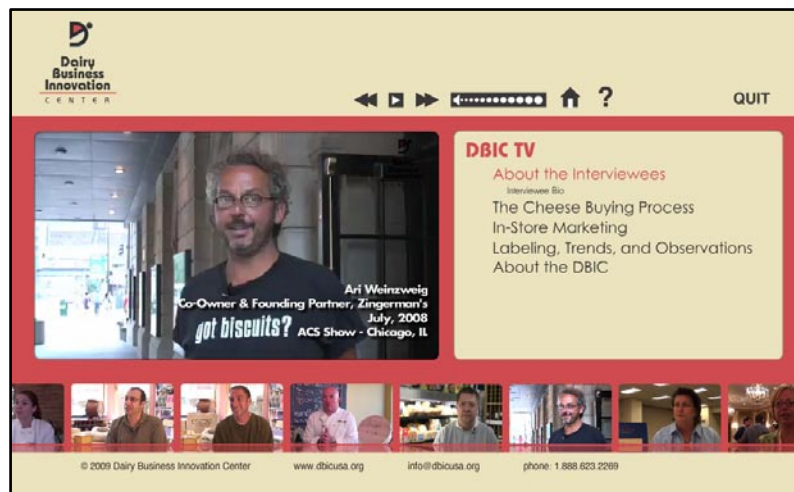 Dairy
Business
Innovation
CENTER
? QUIT
DBIC TV
About the Interviewees
Interviewee Bio
The Cheese Buying Process
In-Store Marketing
Labeling, Trends, and Observations
About the DBIC
Ari Weinzweig
Co-Owner & Founding Partner, Zingerman's
July, 2008
ACS Show - Chicago, IL
got biscuits?
© 2009 Dairy Business Innovation Center www.dbicusa.org info@dbicusa.org phone: 1.888.623.2269